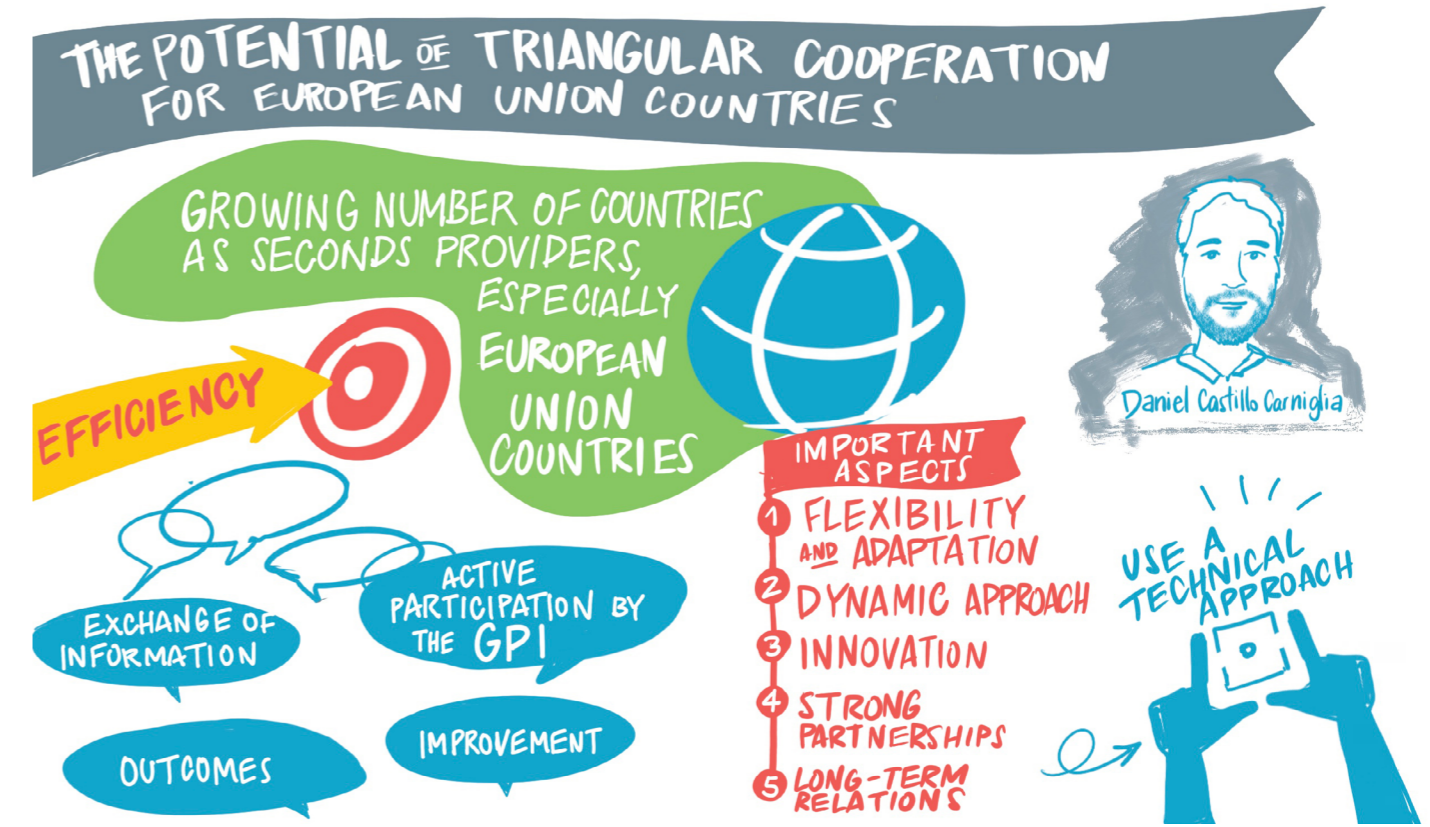 THE POTENTIAL OF TRIANGULAR COOPERATION
FOR EUROPEAN UNION COUNTRIES
GROWING NUMBER OF COUNTRIES
AS SECONDS PROVIDERS,
ESPECIALLY
EUROPEAN
UNION
COUNTRIES
EFFICIENCY
Daniel Castillo Carniglia
EXCHANGE OF
INFORMATION
ACTIVE
PARTICIPATION BY
THE GPI
OUTCOMES
IMPROVEMENT
IMPORTANT
ASPECTS
1 FLEXIBILITY
AND ADAPTATION
2 DYNAMIC APPROACH
3 INNOVATION
4 STRONG
PARTNERSHIPS
5 LONG-TERM
RELATIONS
USE A
TECHNICAL
APPROACH